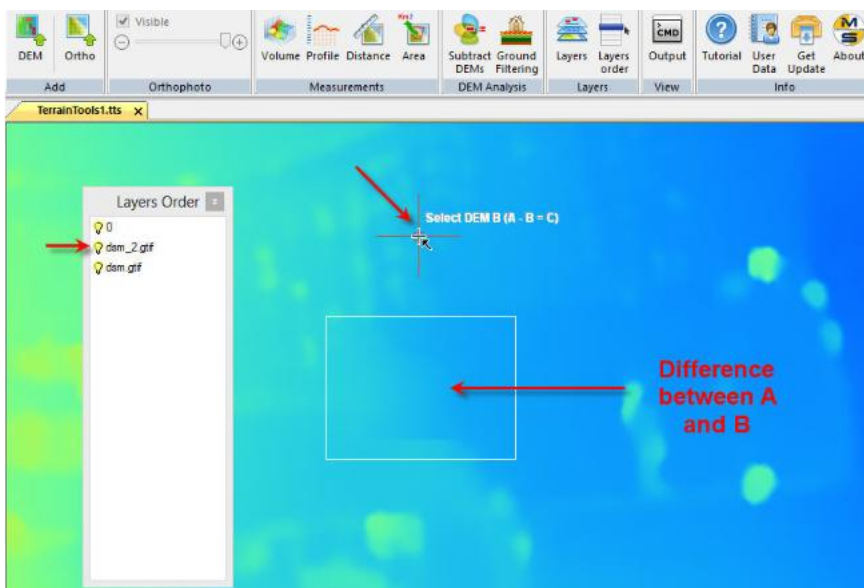 Visible
DEM
Ortho
Volume
Profile
Distance
Area
Subtract DEMs
Ground Filtering
Layers
Layers order
CMD
Output
Tutorial
User Data
Get Update
About
Add
Orthophoto
Measurements
DEM Analysis
Layers
View
Info
TerrainTools1.tts
Layers Order
0
dsm_2.gtif
dsm.gtif
Select DEM B (A - B = C)
Difference
between A
and B